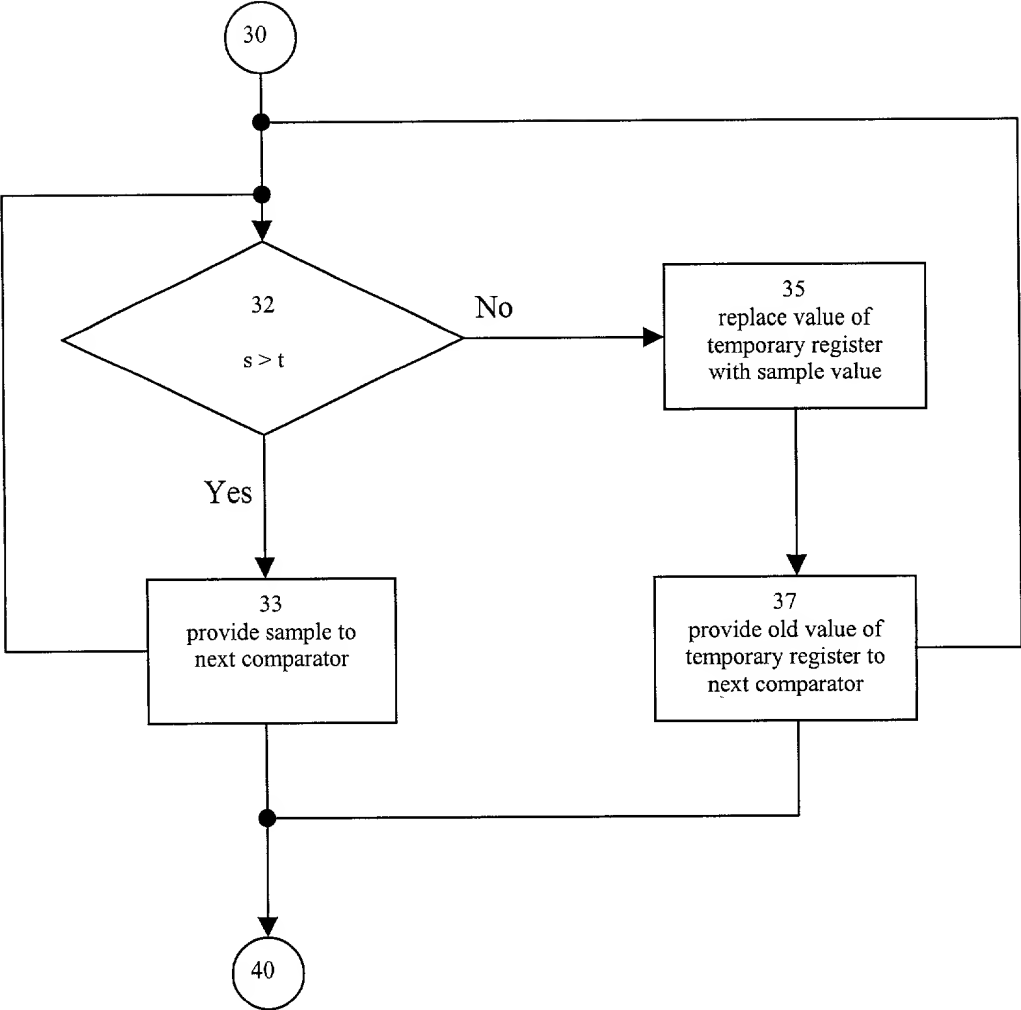 30
32
s > t
No
35
replace value of
temporary register
with sample value
Yes
33
provide sample to
next comparator
37
provide old value of
temporary register to
next comparator
40